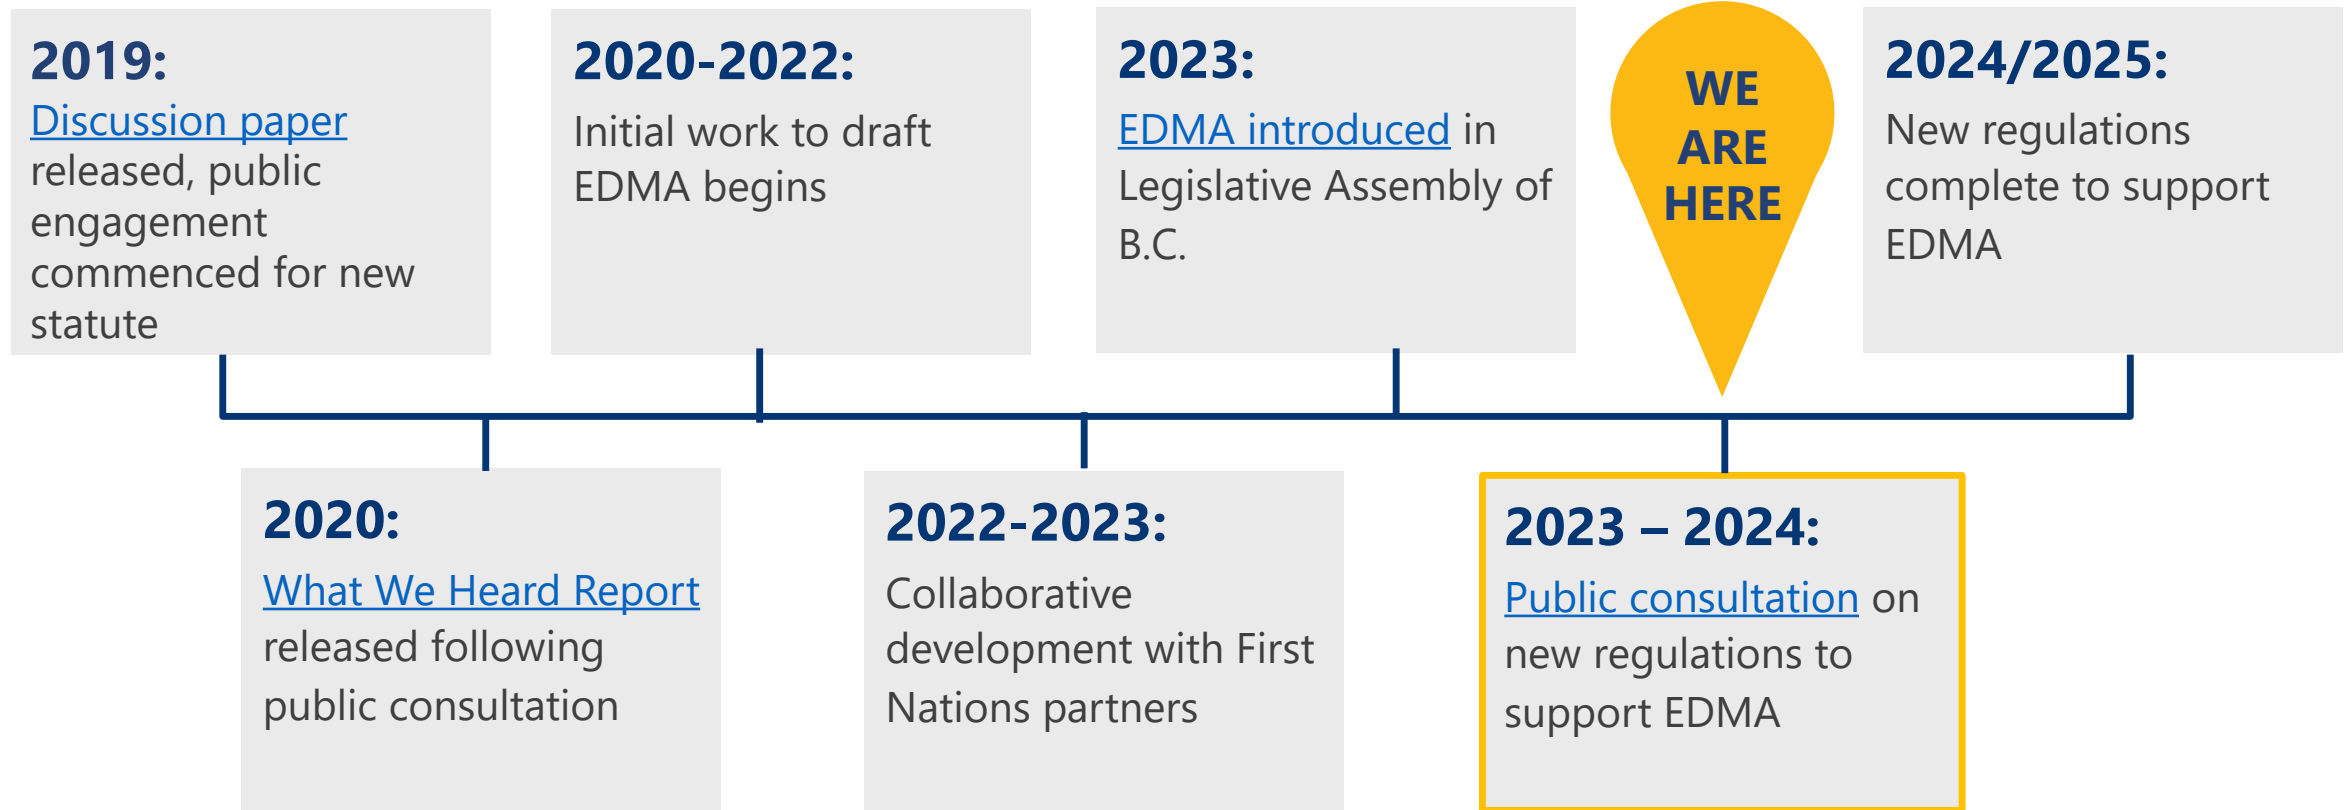 2019:
Discussion paper
released, public
engagement
commenced for new
statute
2020-2022:
Initial work to draft
EDMA begins
2023:
EDMA introduced in
Legislative Assembly of
B.C.
WE
ARE
HERE
2024/2025:
New regulations
complete to support
EDMA
2020:
What We Heard Report
released following
public consultation
2022-2023:
Collaborative
development with First
Nations partners
2023 – 2024:
Public consultation on
new regulations to
support EDMA